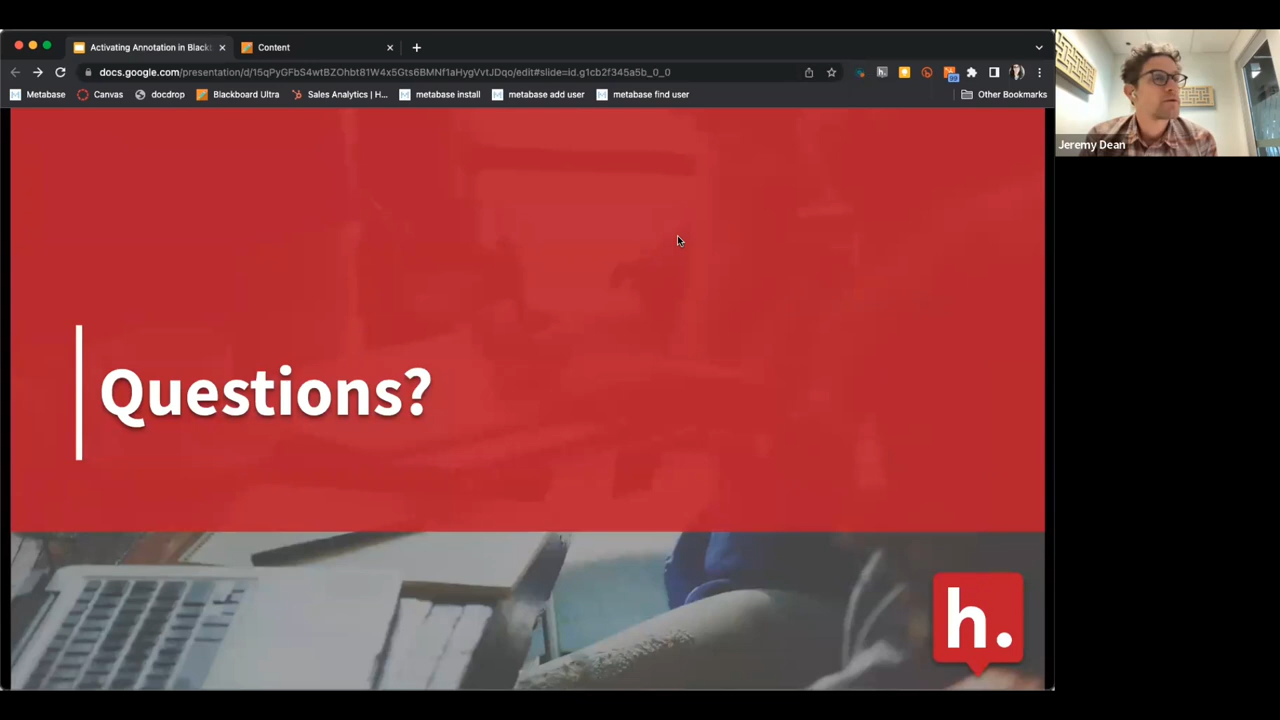 Activating Annotation in Blackb
Content
docs.google.com/presentation/d/15qPyGFbS4wtBZOhbt81W4x5Gts6BMNf1aHygVvtJDqo/edit#slide=id.g1cb2f345a5b_0_0
Metabase
Canvas
docdrop
Blackboard Ultra
Sales Analytics | H...
metabase install
metabase add user
metabase find user
Other Bookmarks
Jeremy Dean
Questions?
h.